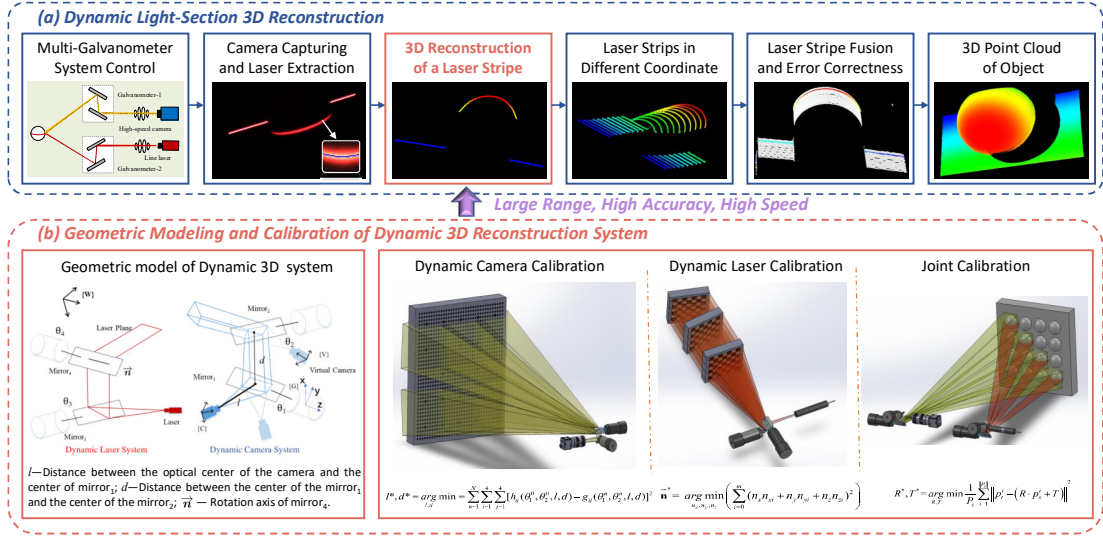 (a) Dynamic Light-Section 3D Reconstruction
Multi-Galvanometer
System Control
Galvanometer-1
High-speed camera
Line laser
Galvanometer-2
Camera Capturing
and Laser Extraction
3D Reconstruction
of a Laser Stripe
Laser Strips in
Different Coordinate
Laser Stripe Fusion
and Error Correctness
3D Point Cloud
of Object
Large Range, High Accuracy, High Speed
(b) Geometric Modeling and Calibration of Dynamic 3D Reconstruction System
Geometric model of Dynamic 3D system
{W}
Laser Plane
θ4
Mirror4
n⃗
θ3
Mirror3
Laser
Dynamic Laser System
Mirror2
θ2
d
{V}
Virtual Camera
Mirror1
{G}
X
y
z
θ1
l
{C}
Dynamic Camera System
l—Distance between the optical center of the camera and the
center of mirror1; d—Distance between the center of the mirror1
and the center of the mirror2; n⃗ — Rotation axis of mirror4.
Dynamic Camera Calibration
Dynamic Laser Calibration
Joint Calibration